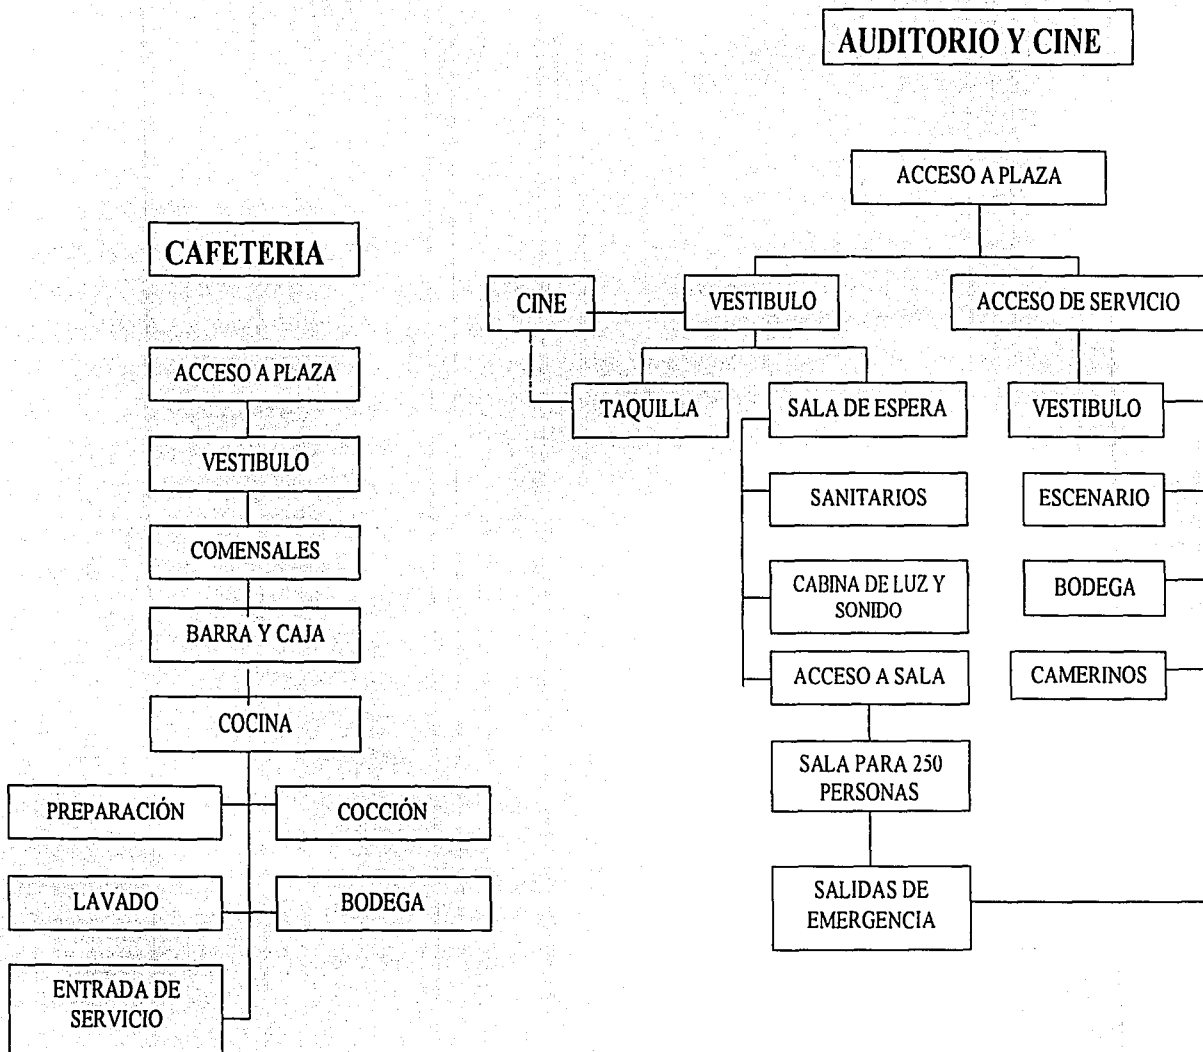 AUDITORIO Y CINE
ACCESO A PLAZA
CINE
VESTIBULO
ACCESO DE SERVICIO
TAQUILLA
SALA DE ESPERA
VESTIBULO
SANITARIOS
ESCENARIO
CABINA DE LUZ Y
SONIDO
BODEGA
ACCESO A SALA
CAMERINOS
SALA PARA 250
PERSONAS
SALIDAS DE
EMERGENCIA
CAFETERIA
ACCESO A PLAZA
VESTIBULO
COMENSALES
BARRA Y CAJA
COCINA
PREPARACIÓN
COCCIÓN
LAVADO
BODEGA
ENTRADA DE
SERVICIO